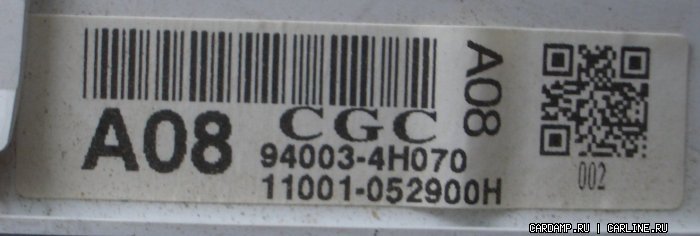 A08 CGC A08
94003-4H070
11001-052900H
002
CARDAMP.RU | CARLINE.RU